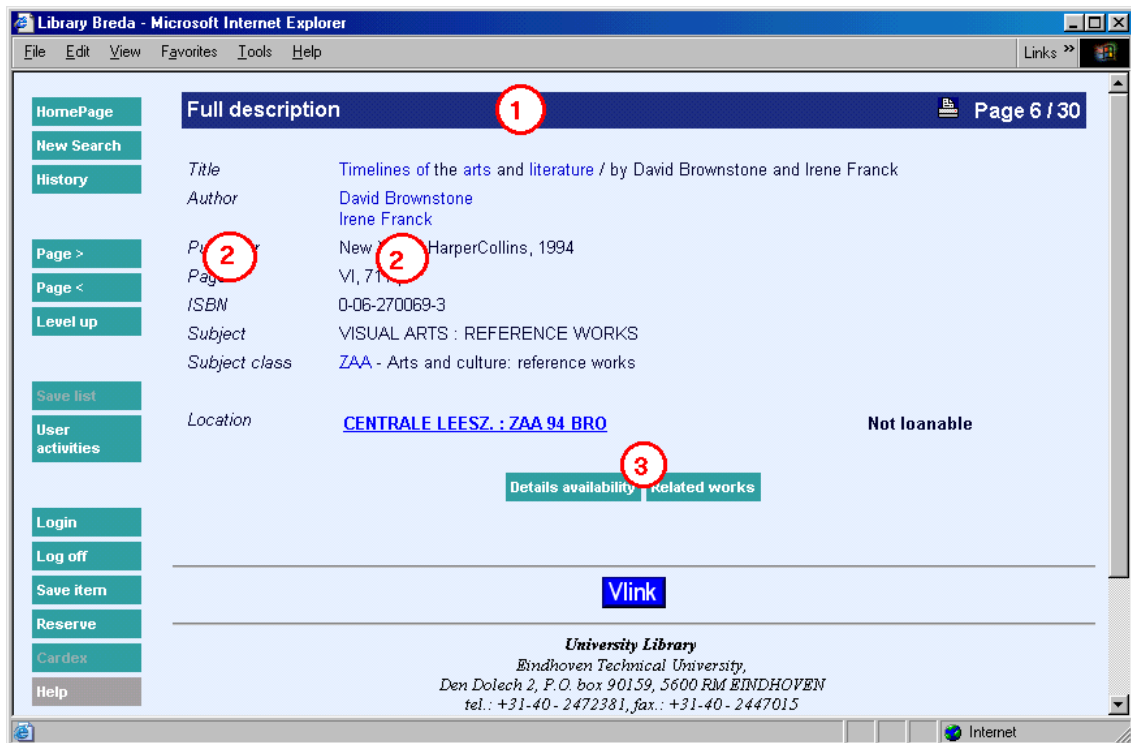 Library Breda - Microsoft Internet Explorer
File Edit View Favorites Tools Help Links »
HomePage
New Search
History
Page >
Page <
Level up
Save list
User
activities
Login
Log off
Save item
Reserve
Cardex
Help
Full description 1 Page 6 / 30
Title Timelines of the arts and literature / by David Brownstone and Irene Franck
Author David Brownstone
Irene Franck
2 New 2 HarperCollins, 1994
VI,
ISBN 0-06-270069-3
Subject VISUAL ARTS : REFERENCE WORKS
Subject class ZAA - Arts and culture: reference works
Location CENTRALE LEESZ. : ZAA 94 BRO Not loanable
3
Details availability Related works
Vlink
University Library
Eindhoven Technical University,
Den Dolech 2, P.O. box 90159, 5600 RM EINDHOVEN
tel.: +31-40 - 2472381, fax.: +31-40 - 2447015
Internet